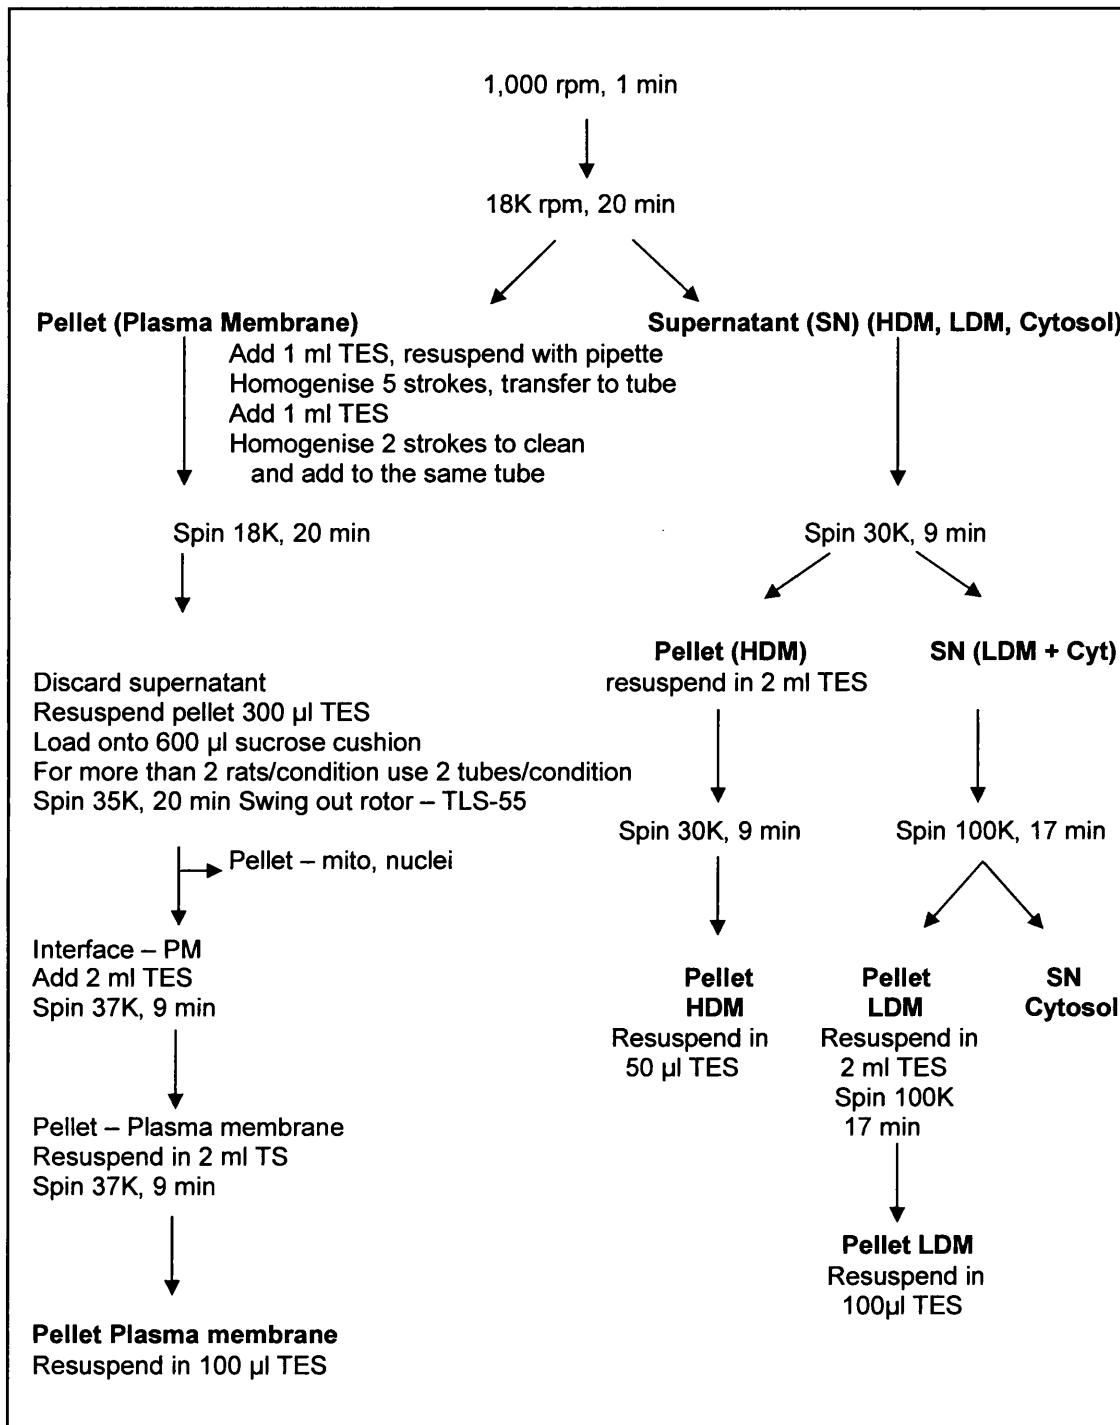 1,000 rpm, 1 min
18K rpm, 20 min
Pellet (Plasma Membrane)
Add 1 ml TES, resuspend with pipette
Homogenise 5 strokes, transfer to tube
Add 1 ml TES
Homogenise 2 strokes to clean
and add to the same tube
Spin 18K, 20 min
Discard supernatant
Resuspend pellet 300 µl TES
Load onto 600 µl sucrose cushion
For more than 2 rats/condition use 2 tubes/condition
Spin 35K, 20 min Swing out rotor – TLS-55
Pellet – mito, nuclei
Interface – PM
Add 2 ml TES
Spin 37K, 9 min
Pellet – Plasma membrane
Resuspend in 2 ml TS
Spin 37K, 9 min
Pellet Plasma membrane
Resuspend in 100 µl TES
Supernatant (SN) (HDM, LDM, Cytosol)
Spin 30K, 9 min
Pellet (HDM)
resuspend in 2 ml TES
Spin 30K, 9 min
Pellet
HDM
Resuspend in
50 µl TES
SN (LDM + Cyt)
Spin 100K, 17 min
Pellet
LDM
Resuspend in
2 ml TES
Spin 100K
17 min
Pellet LDM
Resuspend in
100µl TES
SN
Cytosol